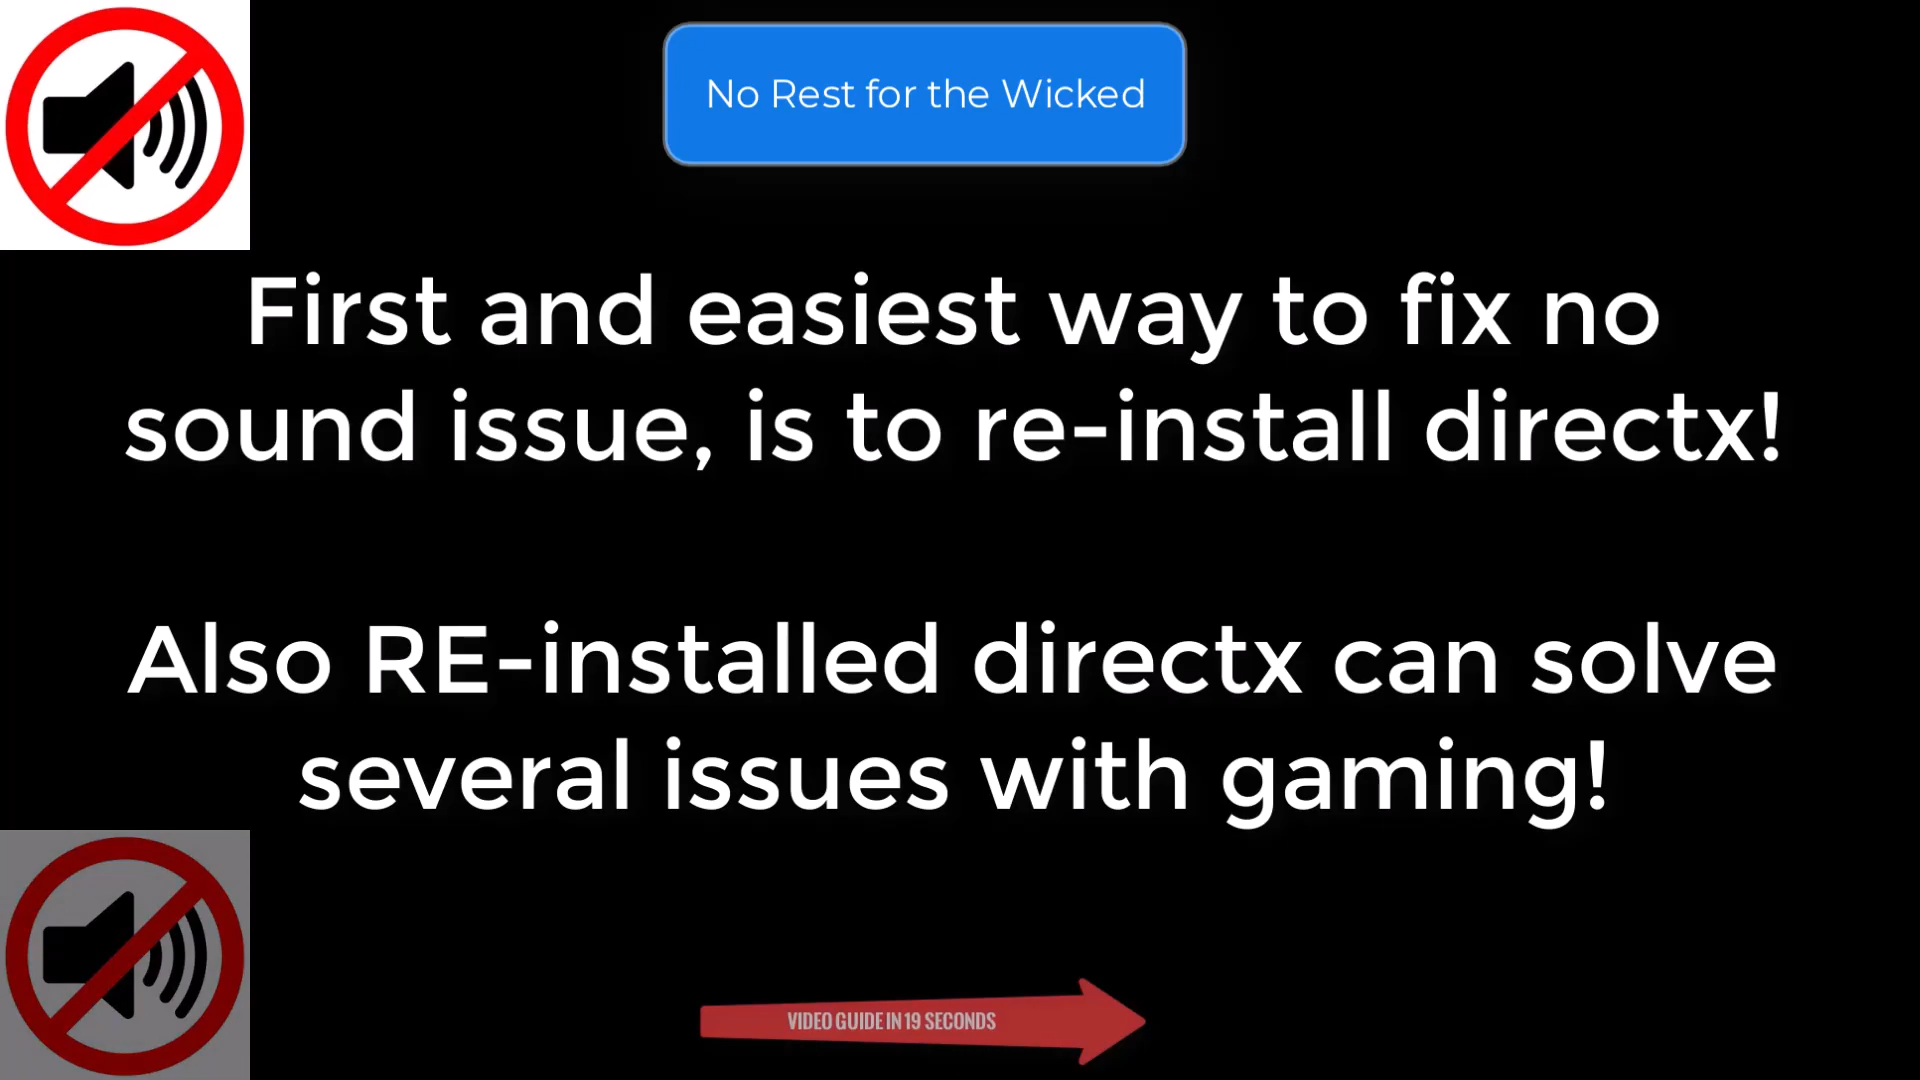 No Rest for the Wicked
First and easiest way to fix no
sound issue, is to re-install directx!
Also RE-installed directx can solve
several issues with gaming!
VIDEO GUIDE IN 19 SECONDS